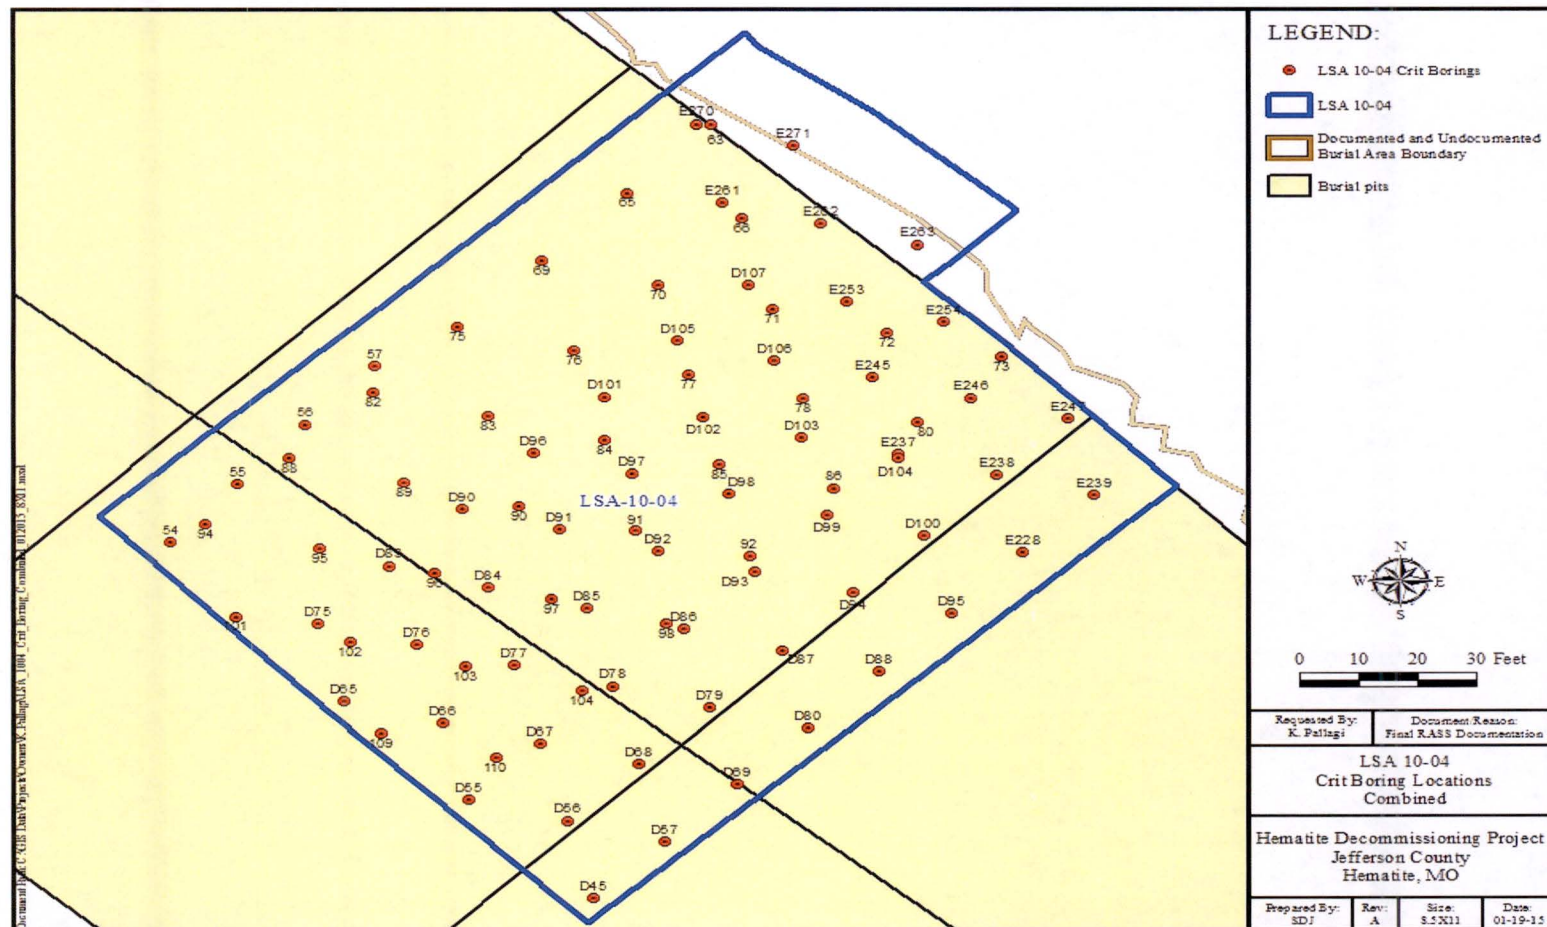 LEGEND:
LSA 10-04 Crit Borings
LSA 10-04
Documented and Undocumented
Burial Area Boundary
Burial pits
E270
63
E271
65
E261
66
E262
E263
69
70
D107
71
E253
E254
72
73
75
76
D105
77
D106
E245
57
82
D101
78
E246
E247
56
83
84
D102
D103
80
88
D96
D97
85
E237
D104
E238
55
89
D90
90
LSA-10-04
D98
86
E239
54
94
D91
91
D99
D100
95
D83
96
D84
D92
92
D93
E228
97
D85
D94
D95
101
D75
102
D76
98
D86
103
D77
D87
D88
D65
104
D78
D79
109
D66
D67
D80
110
D68
D69
D55
D56
D57
D45
N
W E
S
0 10 20 30 Feet
Requested By:
K. Pallagi
Document/Reason:
Final RASS Documentation
LSA 10-04
Crit Boring Locations
Combined
Hematite Decommissioning Project
Jefferson County
Hematite, MO
Prepared By:
SDJ
Rev:
A
Size:
8.5X11
Date:
01-19-15